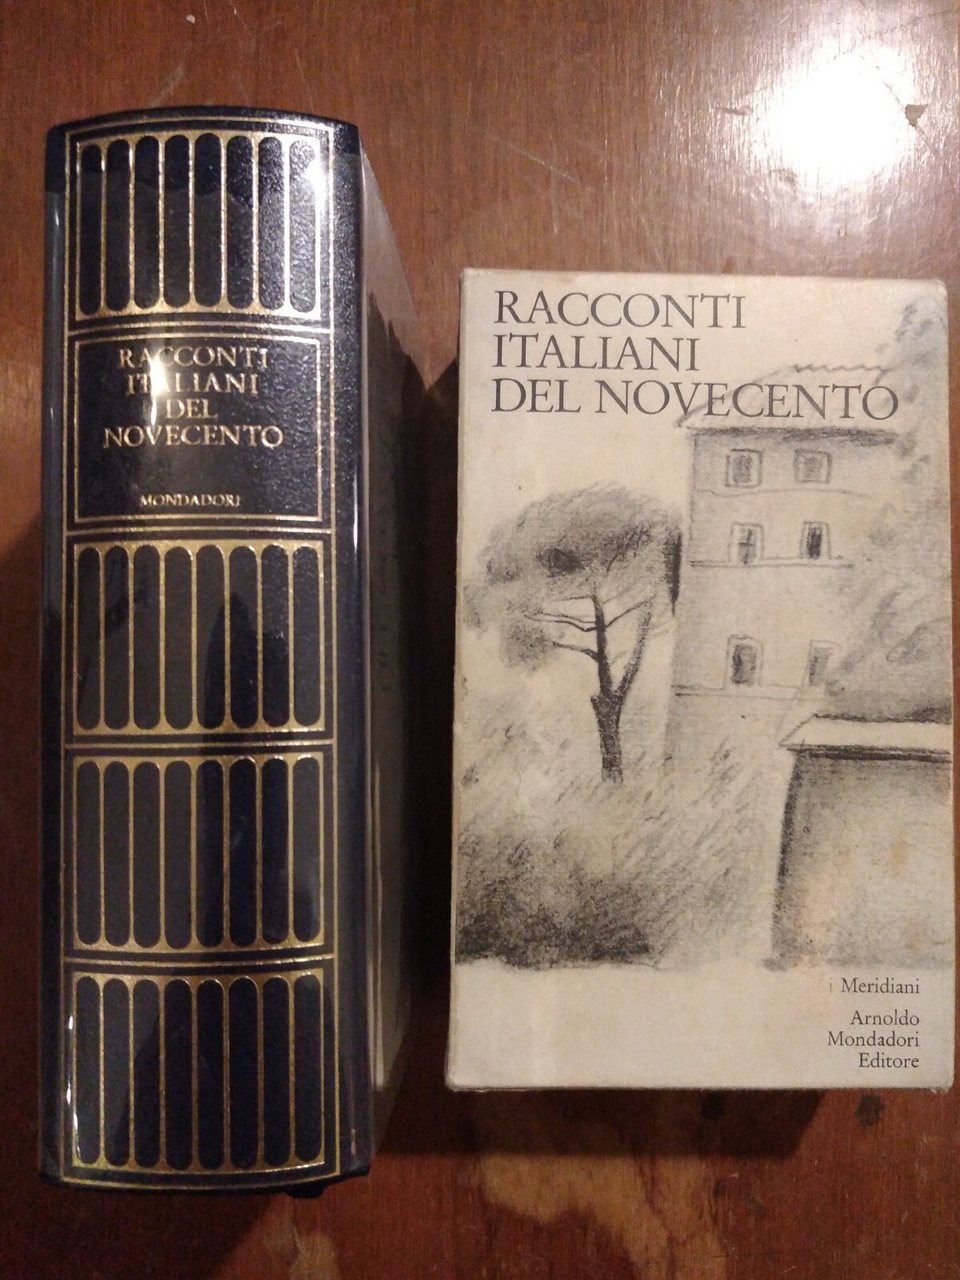 RACCONTI
ITALIANI
DEL
NOVECENTO
MONDADORI
RACCONTI
ITALIANI
DEL NOVECENTO
I Meridiani
Arnoldo
Mondadori
Editore